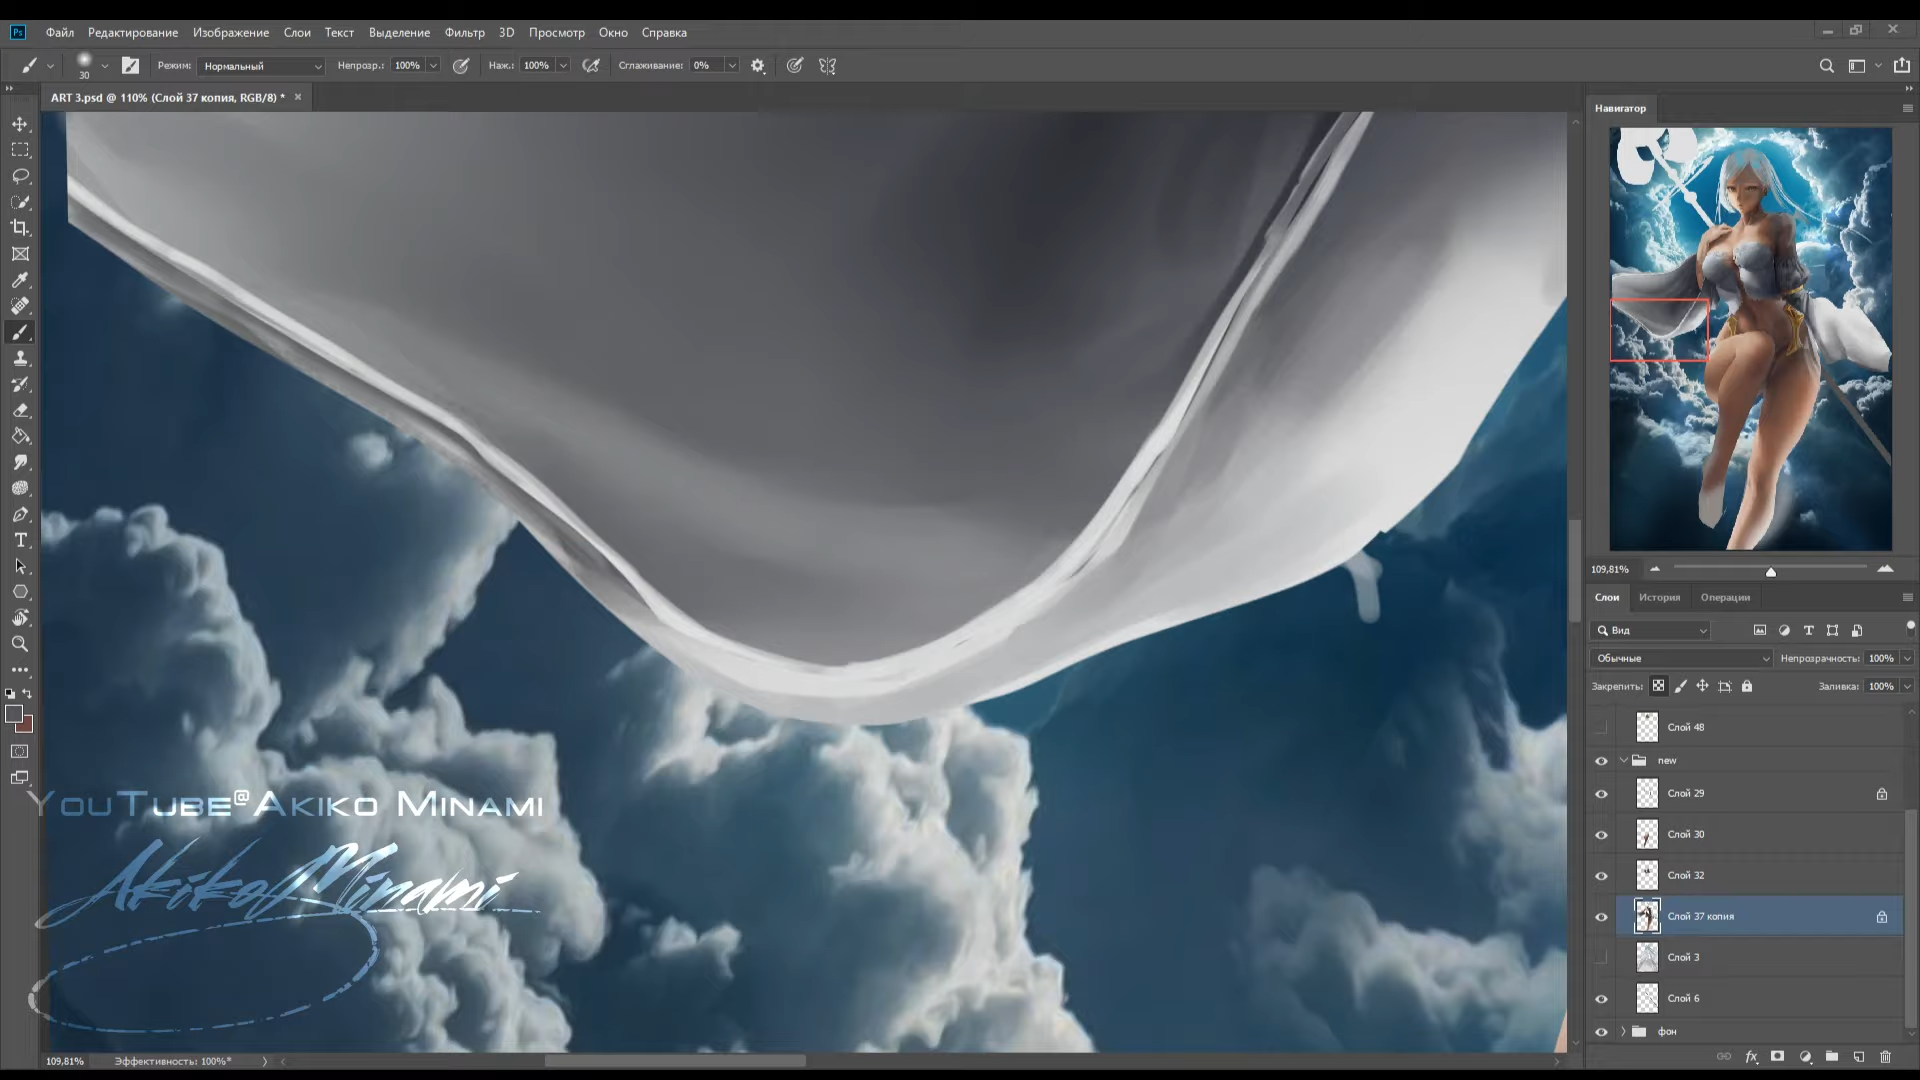 Ps Файл Редактирование Изображение Слои Текст Выделение Фильтр 3D Просмотр Окно Справка
30 Режим: Нормальный Непрозр.: 100% Наж.: 100% Сглаживание: 0%
ART 3.psd @ 110% (Слой 37 копия, RGB/8) *
Навигатор
109,81%
Слои История Операции
Вид
Обычные Непрозрачность: 100%
Закрепить: Заливка: 100%
Слой 48
new
Слой 29
Слой 30
Слой 32
Слой 37 копия
Слой 3
Слой 6
фон
YouTube@Akiko Minami
Akiko Minami
109,81% Эффективность: 100%*